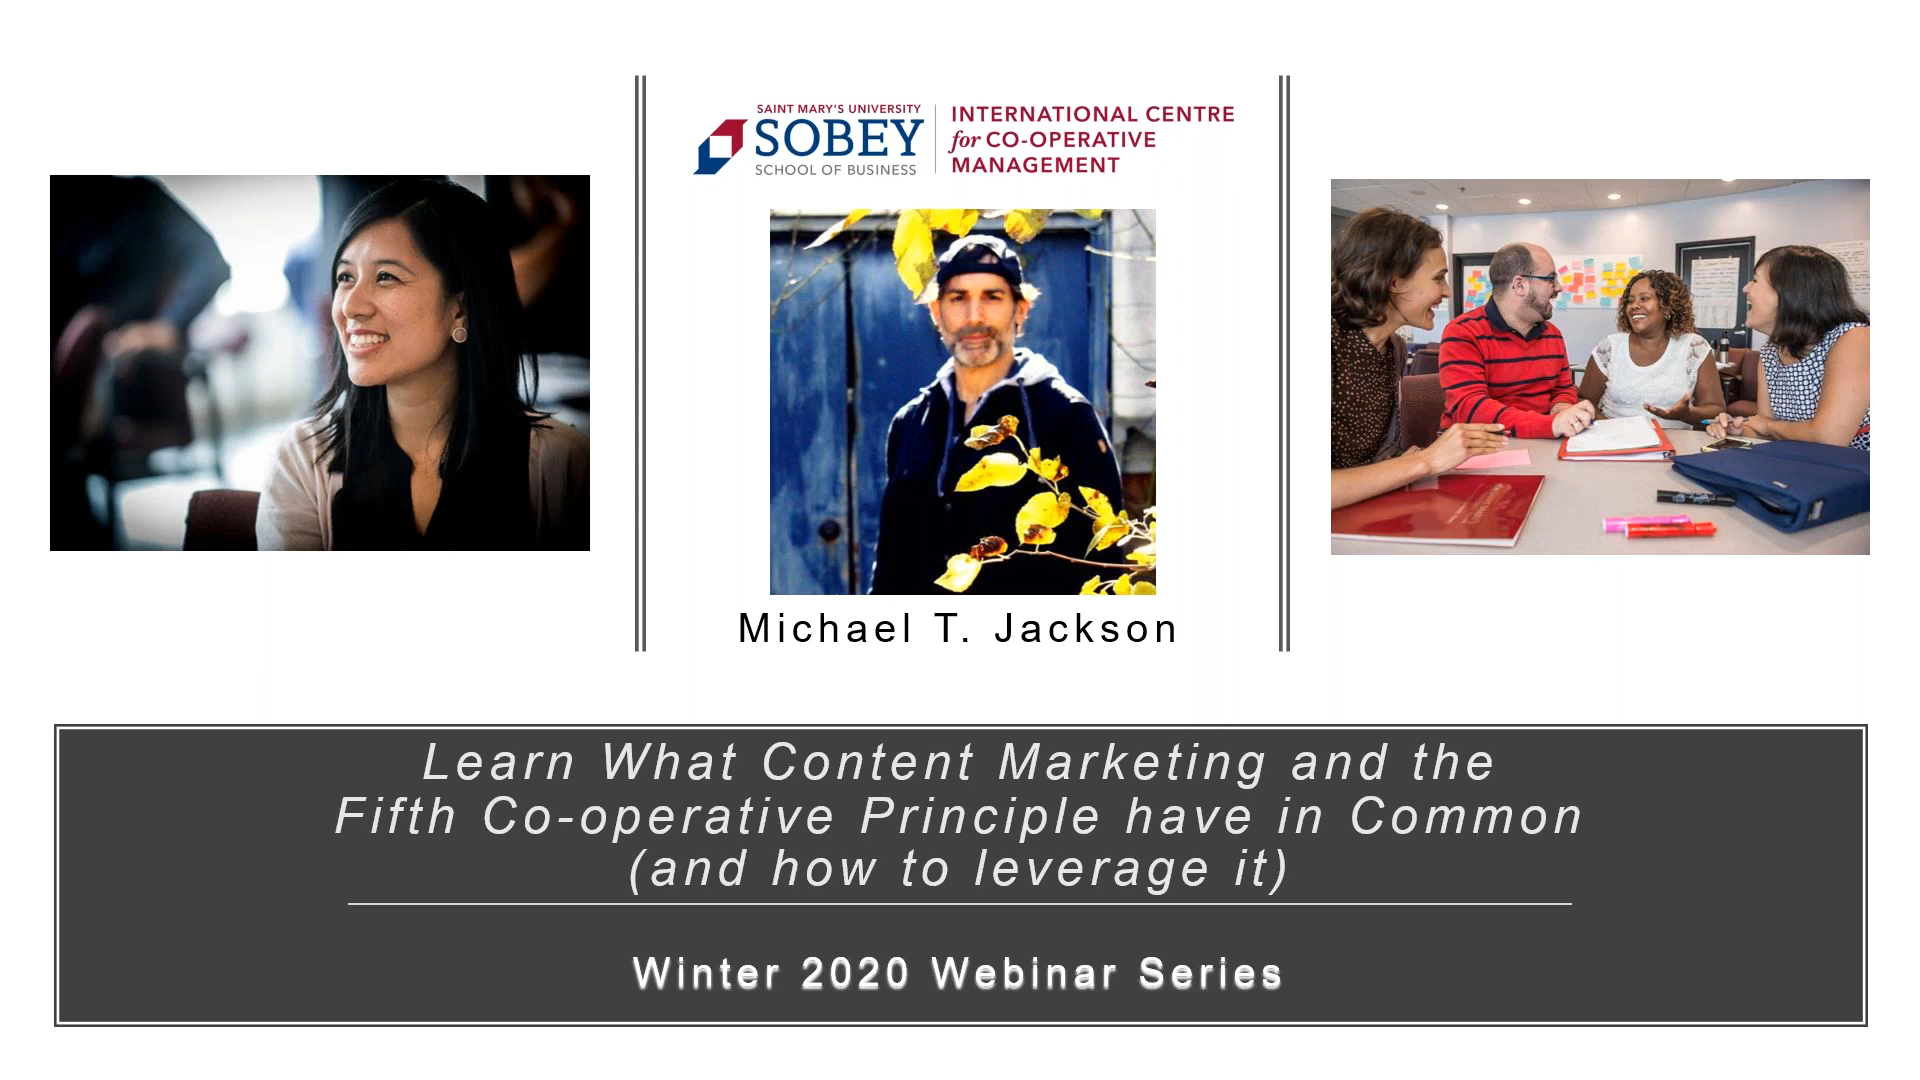 SAINT MARY'S UNIVERSITY
SOBEY
SCHOOL OF BUSINESS
INTERNATIONAL CENTRE
for CO-OPERATIVE
MANAGEMENT
Michael T. Jackson
Learn What Content Marketing and the
Fifth Co-operative Principle have in Common
(and how to leverage it)
Winter 2020 Webinar Series